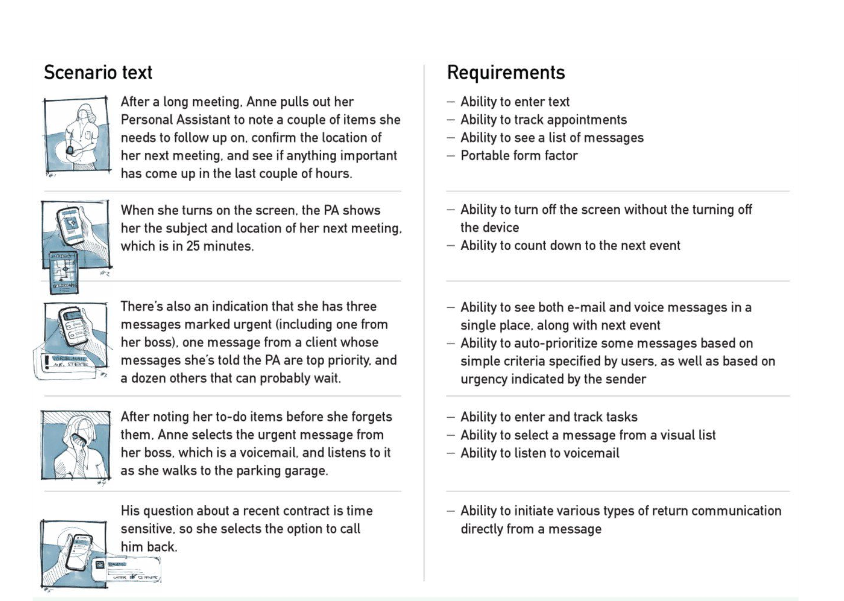 Scenario text
After a long meeting, Anne pulls out her
Personal Assistant to note a couple of items she
needs to follow up on, confirm the location of
her next meeting, and see if anything important
has come up in the last couple of hours.
When she turns on the screen, the PA shows
her the subject and location of her next meeting,
which is in 25 minutes.
There's also an indication that she has three
messages marked urgent (including one from
her boss), one message from a client whose
messages she's told the PA are top priority, and
a dozen others that can probably wait.
After noting her to-do items before she forgets
them, Anne selects the urgent message from
her boss, which is a voicemail, and listens to it
as she walks to the parking garage.
His question about a recent contract is time
sensitive, so she selects the option to call
him back.
Requirements
– Ability to enter text
– Ability to track appointments
– Ability to see a list of messages
– Portable form factor
– Ability to turn off the screen without the turning off
the device
– Ability to count down to the next event
– Ability to see both e-mail and voice messages in a
single place, along with next event
– Ability to auto-prioritize some messages based on
simple criteria specified by users, as well as based on
urgency indicated by the sender
– Ability to enter and track tasks
– Ability to select a message from a visual list
– Ability to listen to voicemail
– Ability to initiate various types of return communication
directly from a message